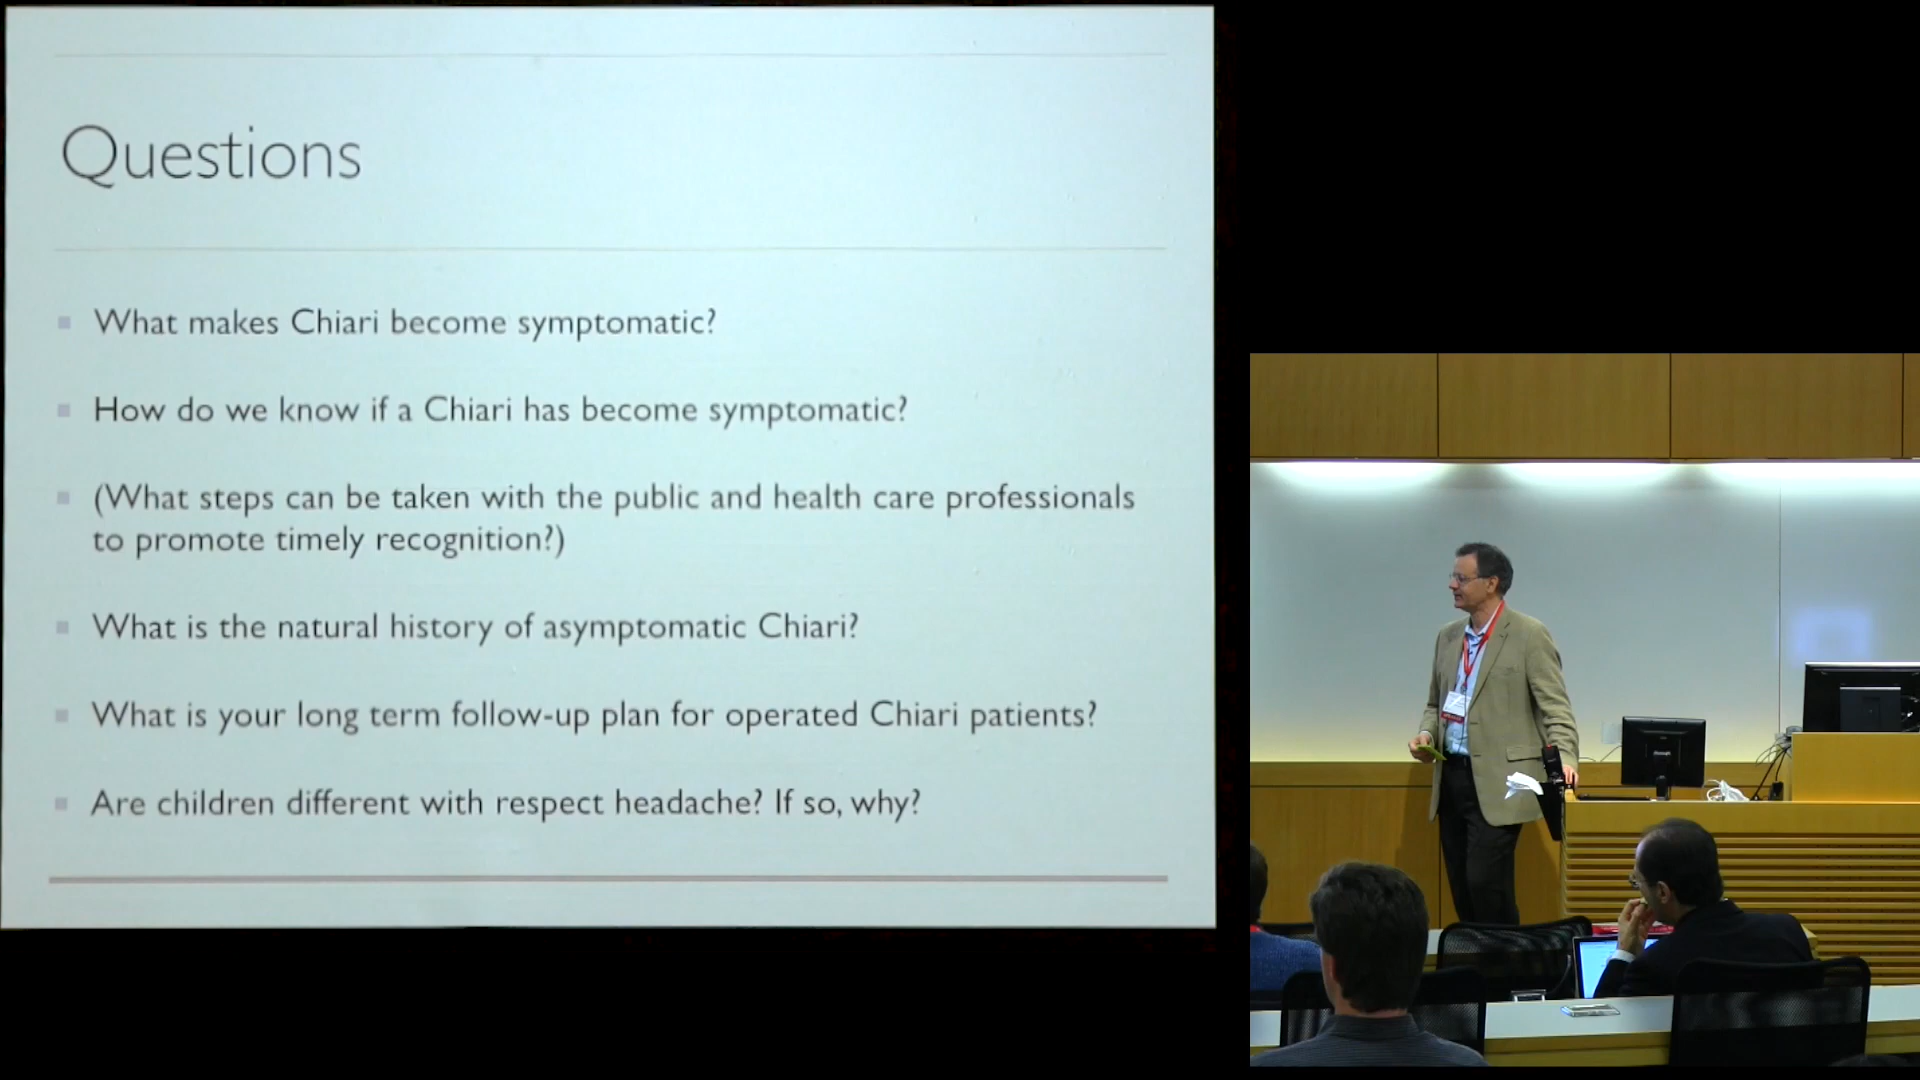 Questions
What makes Chiari become symptomatic?
How do we know if a Chiari has become symptomatic?
(What steps can be taken with the public and health care professionals
to promote timely recognition?)
What is the natural history of asymptomatic Chiari?
What is your long term follow-up plan for operated Chiari patients?
Are children different with respect headache? If so, why?